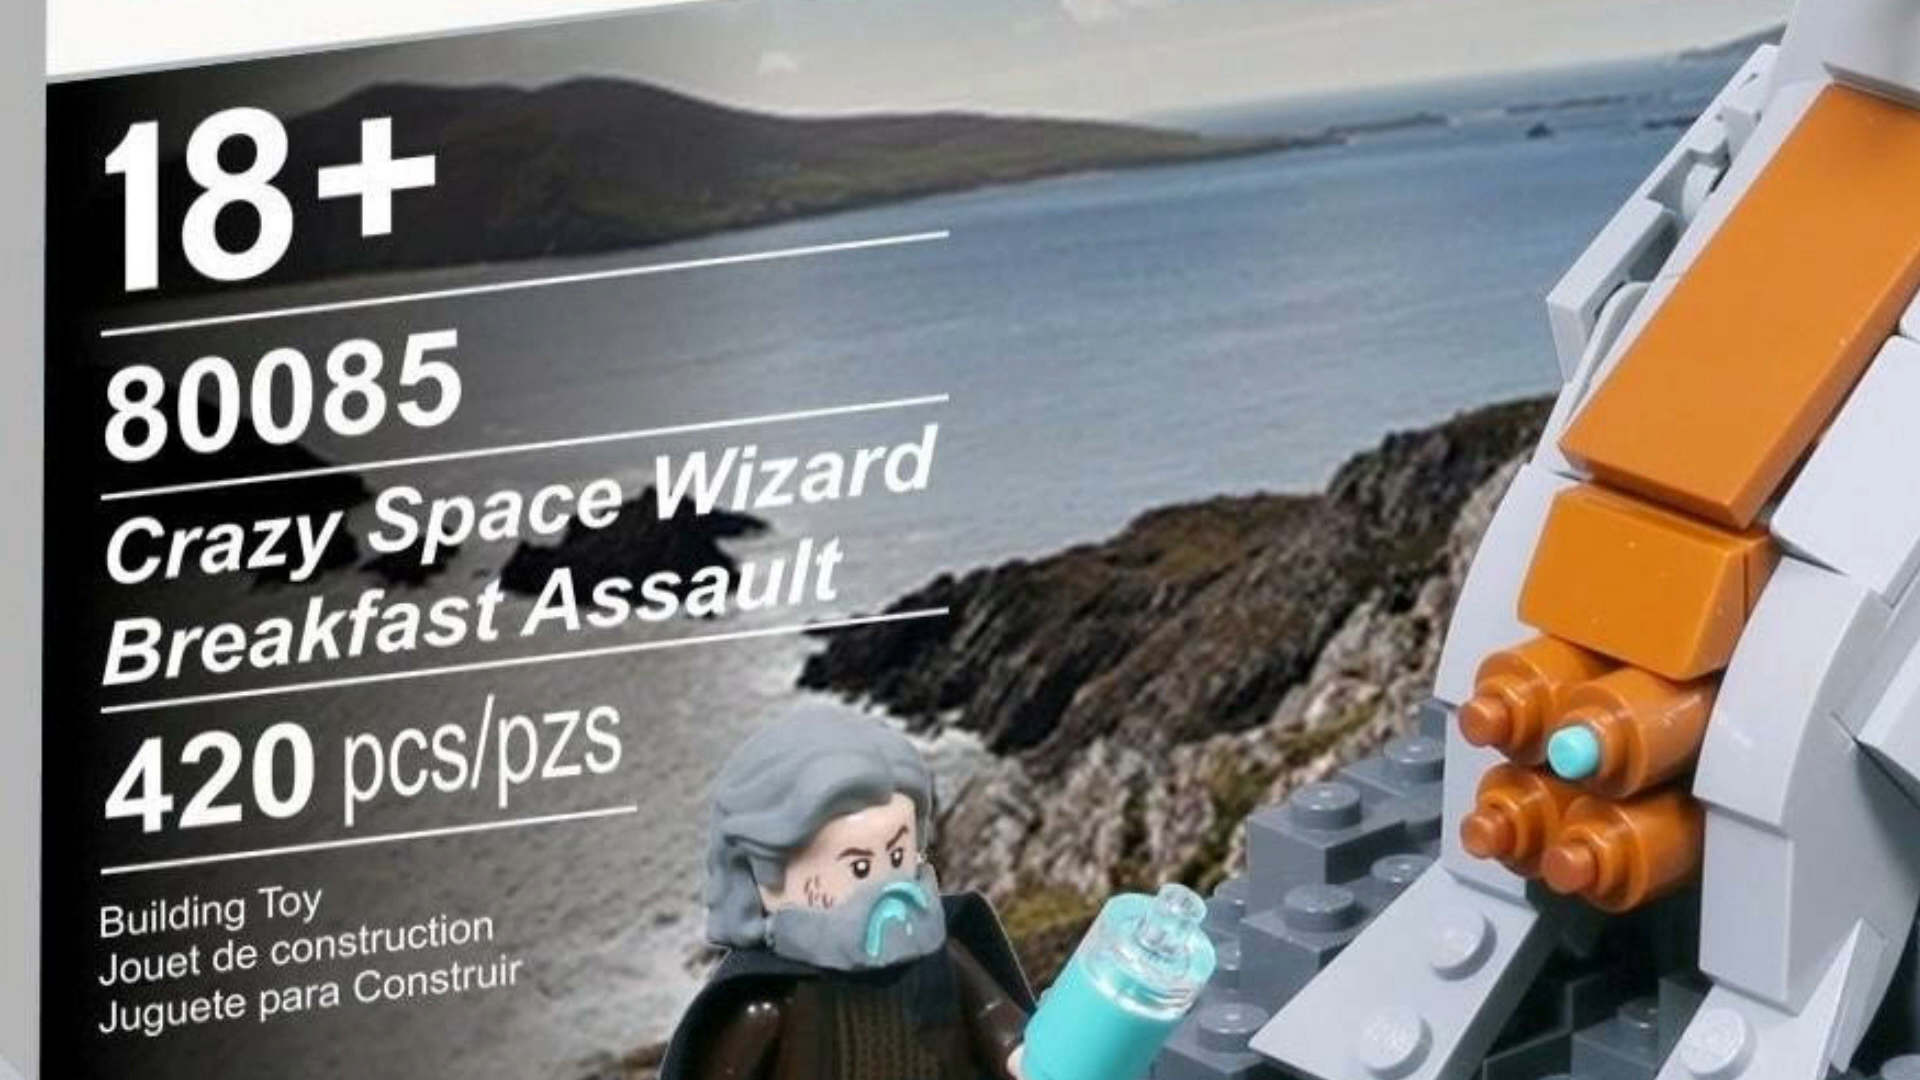 18+
80085
Crazy Space Wizard
Breakfast Assault
420 pcs/pzs
Building Toy
Jouet de construction
Juguete para Construir